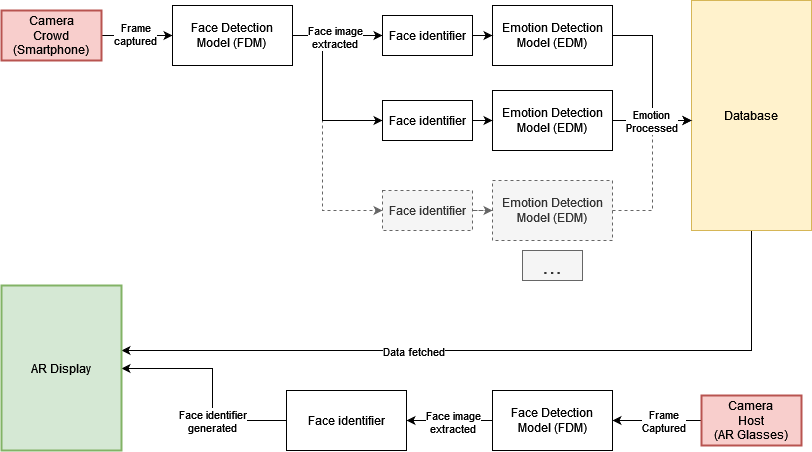 Camera
Crowd
(Smartphone)
Frame
captured
Face Detection
Model (FDM)
Face image
extracted
Face identifier
Emotion Detection
Model (EDM)
Face identifier
Emotion Detection
Model (EDM)
Emotion
Processed
Database
Face identifier
Emotion Detection
Model (EDM)
...
Data fetched
AR Display
Face identifier
generated
Face identifier
Face image
extracted
Face Detection
Model (FDM)
Frame
Captured
Camera
Host
(AR Glasses)